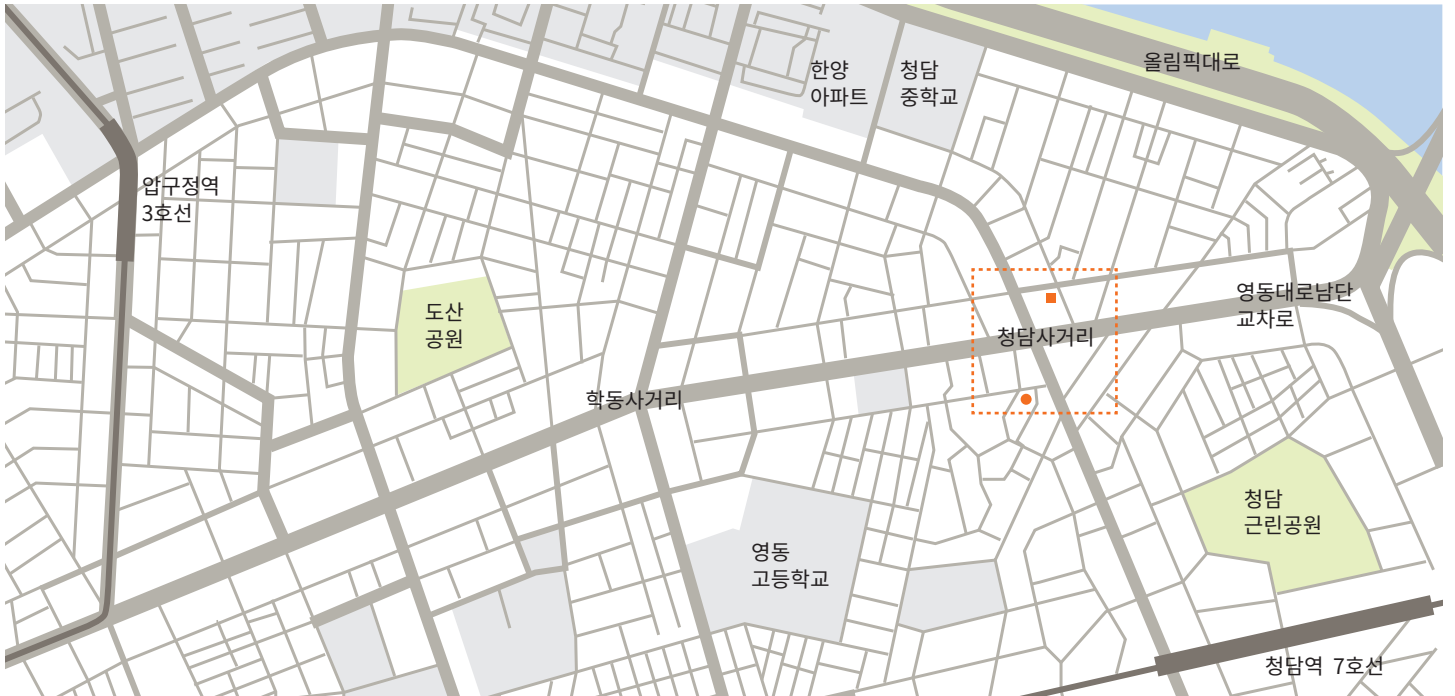 올림픽대로
한양
아파트
청담
중학교
압구정역
3호선
도산
공원
영동대로남단
교차로
청담사거리
학동사거리
청담
근린공원
영동
고등학교
청담역 7호선